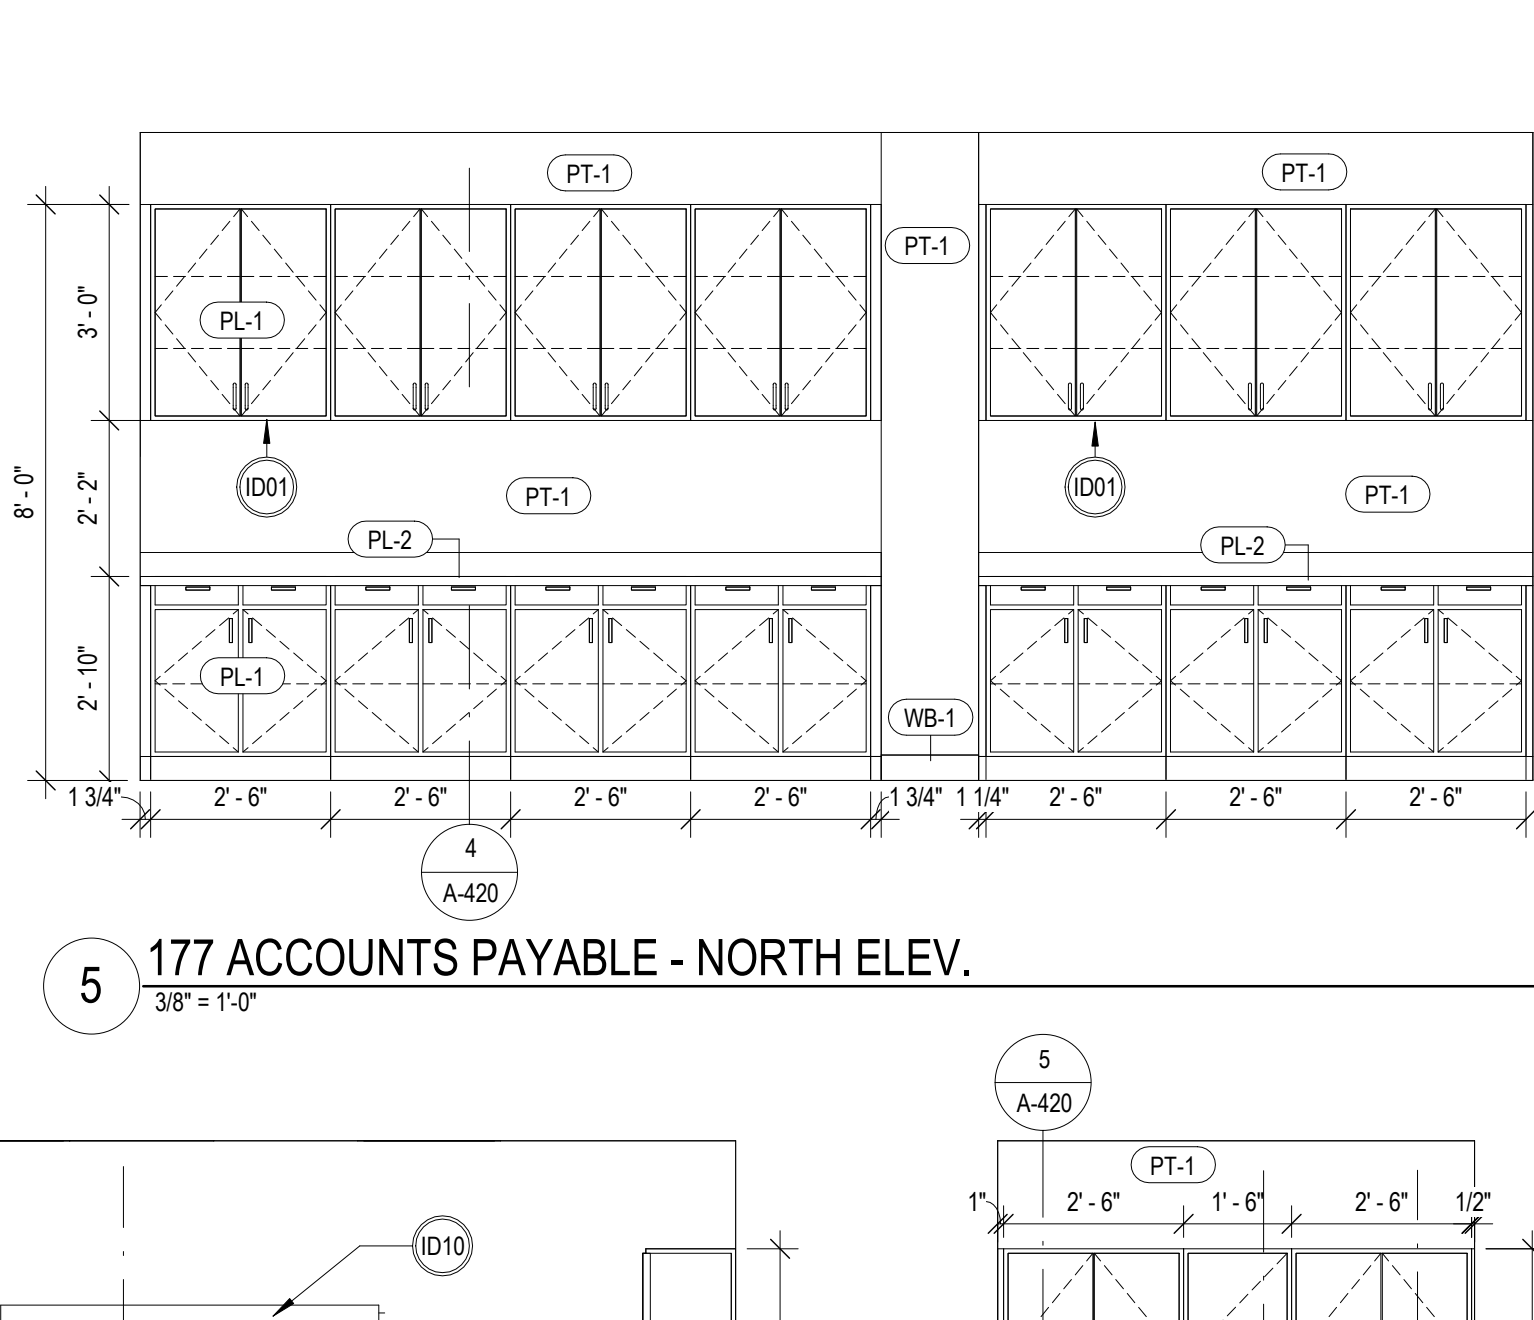 PT-1
PT-1
PT-1
PL-1
3' - 0"
8' - 0"
2' - 2"
ID01
PT-1
ID01
PT-1
PL-2
PL-2
2' - 10"
PL-1
WB-1
1 3/4" 2' - 6" 2' - 6" 2' - 6" 2' - 6" 1 3/4" 1 1/4" 2' - 6" 2' - 6" 2' - 6"
4
A-420
5 177 ACCOUNTS PAYABLE - NORTH ELEV.
3/8" = 1'-0"
5
A-420
PT-1
1" 2' - 6" 1' - 6" 2' - 6" 1/2"
ID10